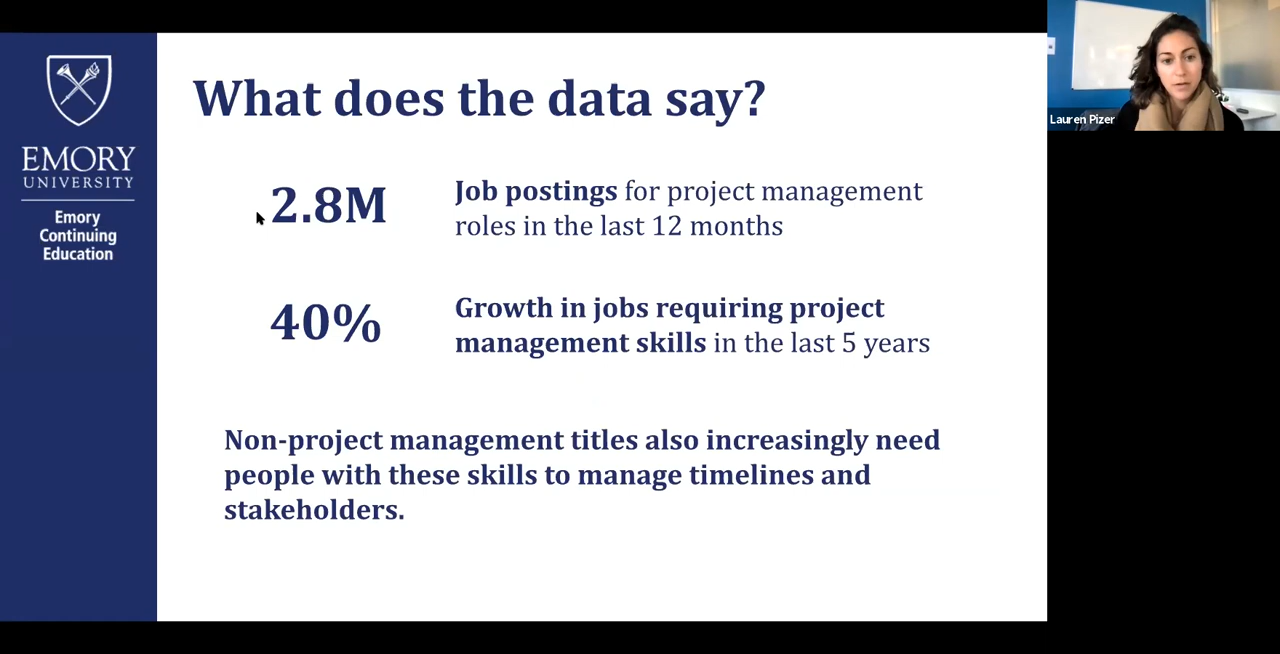 What does the data say?
EMORY
UNIVERSITY
Emory
Continuing
Education
2.8M
Job postings for project management
roles in the last 12 months
40%
Growth in jobs requiring project
management skills in the last 5 years
Non-project management titles also increasingly need
people with these skills to manage timelines and
stakeholders.
Lauren Pizer